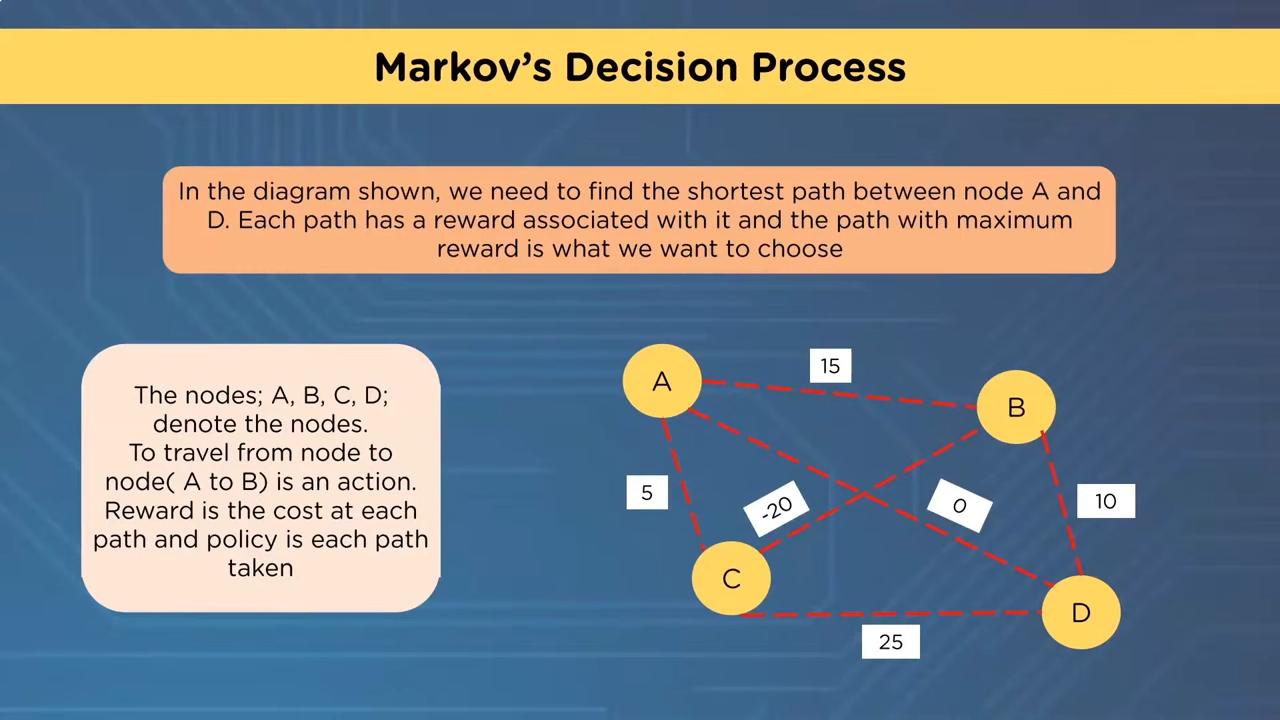 Markov’s Decision Process
In the diagram shown, we need to find the shortest path between node A and
D. Each path has a reward associated with it and the path with maximum
reward is what we want to choose
The nodes; A, B, C, D;
denote the nodes.
To travel from node to
node( A to B) is an action.
Reward is the cost at each
path and policy is each path
taken
A
15
B
5
-20
0
10
C
D
25